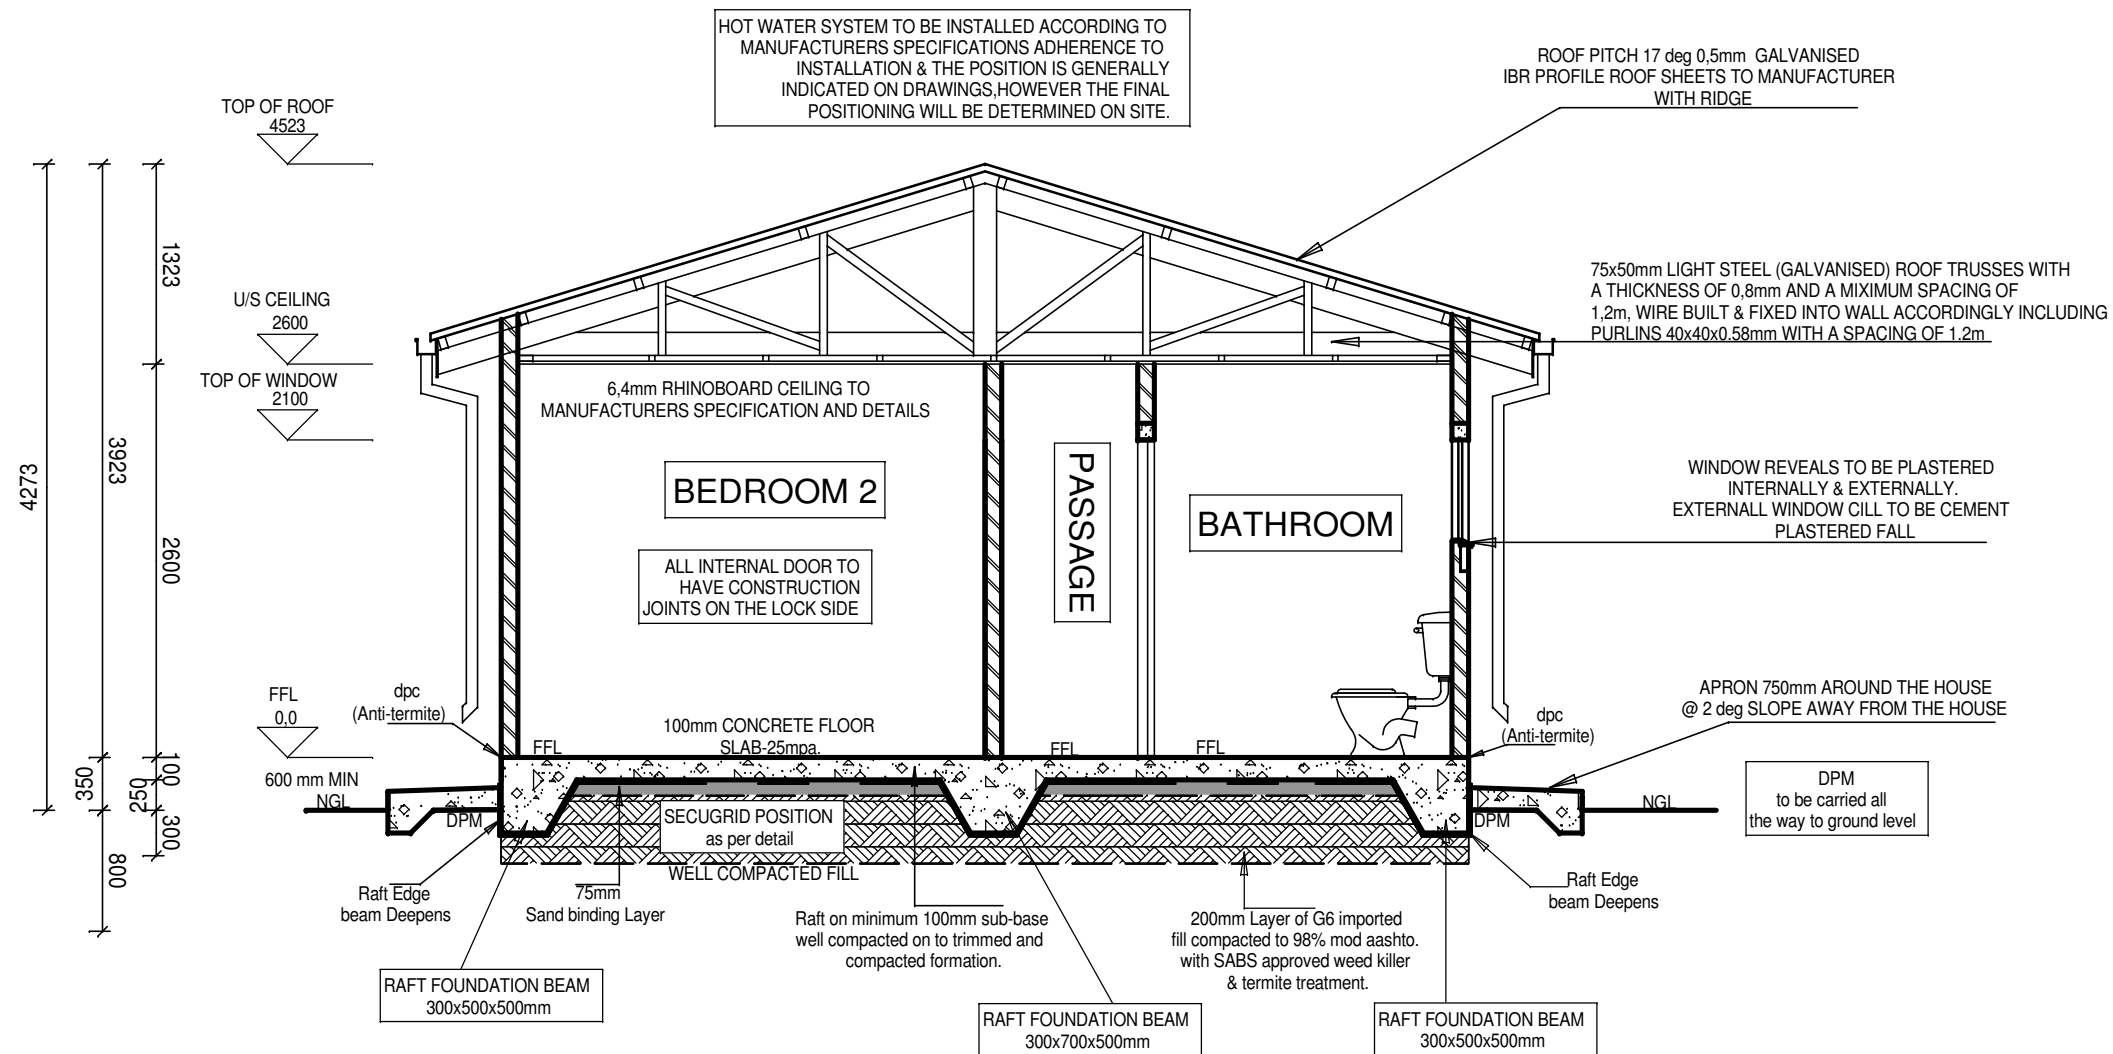 HOT WATER SYSTEM TO BE INSTALLED ACCORDING TO
MANUFACTURERS SPECIFICATIONS ADHERENCE TO
INSTALLATION & THE POSITION IS GENERALLY
INDICATED ON DRAWINGS,HOWEVER THE FINAL
POSITIONING WILL BE DETERMINED ON SITE.
ROOF PITCH 17 deg 0,5mm GALVANISED
IBR PROFILE ROOF SHEETS TO MANUFACTURER
WITH RIDGE
TOP OF ROOF
4523
U/S CEILING
2600
TOP OF WINDOW
2100
FFL
0,0
4273
3923
350
800
1323
2600
100
250
300
75x50mm LIGHT STEEL (GALVANISED) ROOF TRUSSES WITH
A THICKNESS OF 0,8mm AND A MIXIMUM SPACING OF
1,2m, WIRE BUILT & FIXED INTO WALL ACCORDINGLY INCLUDING
PURLINS 40x40x0.58mm WITH A SPACING OF 1.2m
6,4mm RHINOBOARD CEILING TO
MANUFACTURERS SPECIFICATION AND DETAILS
BEDROOM 2
PASSAGE
BATHROOM
ALL INTERNAL DOOR TO
HAVE CONSTRUCTION
JOINTS ON THE LOCK SIDE
WINDOW REVEALS TO BE PLASTERED
INTERNALLY & EXTERNALLY.
EXTERNALL WINDOW CILL TO BE CEMENT
PLASTERED FALL
dpc
(Anti-termite)
100mm CONCRETE FLOOR
SLAB-25mpa.
FFL
FFL
FFL
dpc
(Anti-termite)
APRON 750mm AROUND THE HOUSE
@ 2 deg SLOPE AWAY FROM THE HOUSE
600 mm MIN
NGL
DPM
SECUGRID POSITION
as per detail
WELL COMPACTED FILL
DPM
NGL
DPM
to be carried all
the way to ground level
Raft Edge
beam Deepens
75mm
Sand binding Layer
Raft on minimum 100mm sub-base
well compacted on to trimmed and
compacted formation.
200mm Layer of G6 imported
fill compacted to 98% mod aashto.
with SABS approved weed killer
& termite treatment.
Raft Edge
beam Deepens
RAFT FOUNDATION BEAM
300x500x500mm
RAFT FOUNDATION BEAM
300x700x500mm
RAFT FOUNDATION BEAM
300x500x500mm